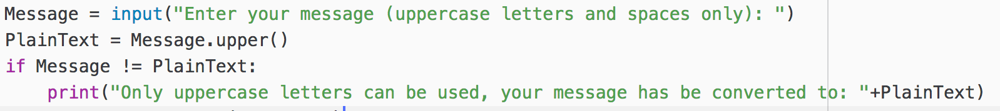 Message = input("Enter your message (uppercase letters and spaces only): ")
PlainText = Message.upper()
if Message != PlainText:
    print("Only uppercase letters can be used, your message has be converted to: "+PlainText)